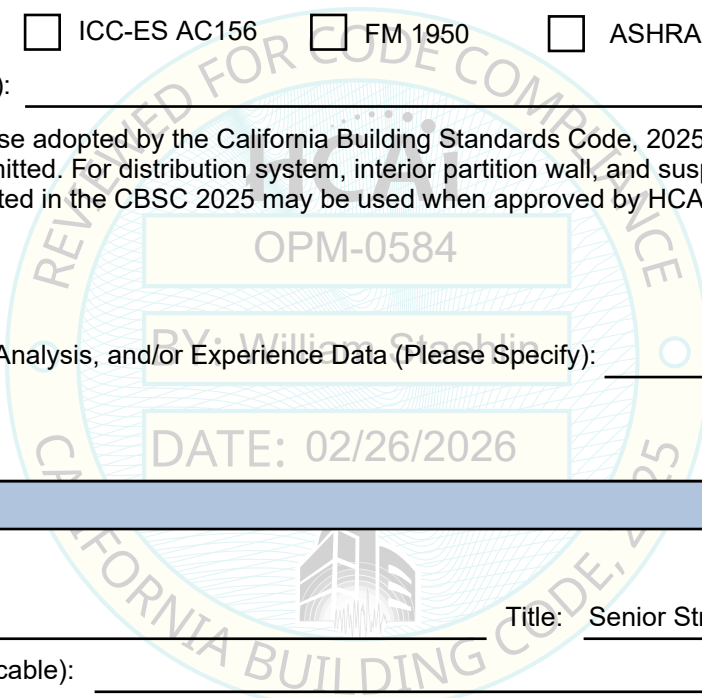 ICC-ES AC156 FM 1950 ASHRA
):
se adopted by the California Building Standards Code, 2025
nitted. For distribution system, interior partition wall, and susp
ted in the CBSC 2025 may be used when approved by HCA
Analysis, and/or Experience Data (Please Specify):
Title: Senior Str
cable):
REVIEWED FOR CODE COMPLIANCE
HCAi
OPM-0584
BY: William Staehlin
DATE: 02/26/2026
CALIFORNIA BUILDING CODE, 2025